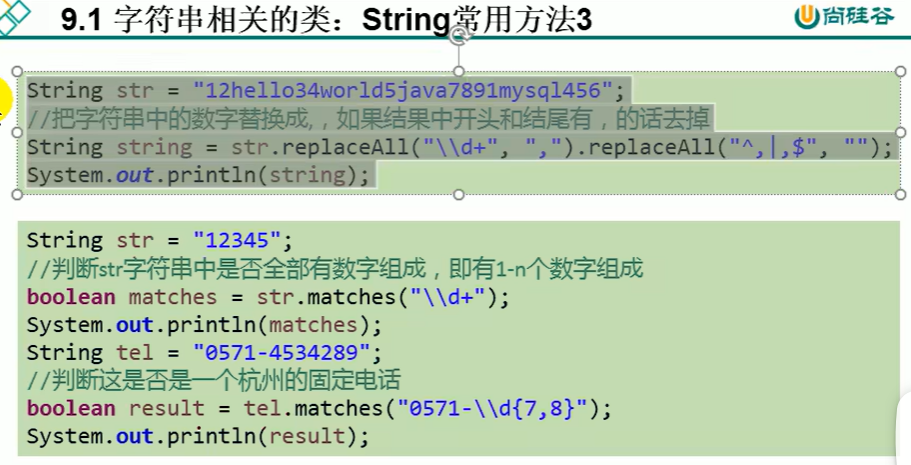 9.1 字符串相关的类：String常用方法3
尚硅谷
String str = "12hello34world5java7891mysql456";
//把字符串中的数字替换成,，如果结果中开头和结尾有，的话去掉
String string = str.replaceAll("\\d+", ",").replaceAll("^,|,$", "");
System.out.println(string);
String str = "12345";
//判断str字符串中是否全部有数字组成，即有1-n个数字组成
boolean matches = str.matches("\\d+");
System.out.println(matches);
String tel = "0571-4534289";
//判断这是否是一个杭州的固定电话
boolean result = tel.matches("0571-\\d{7,8}");
System.out.println(result);